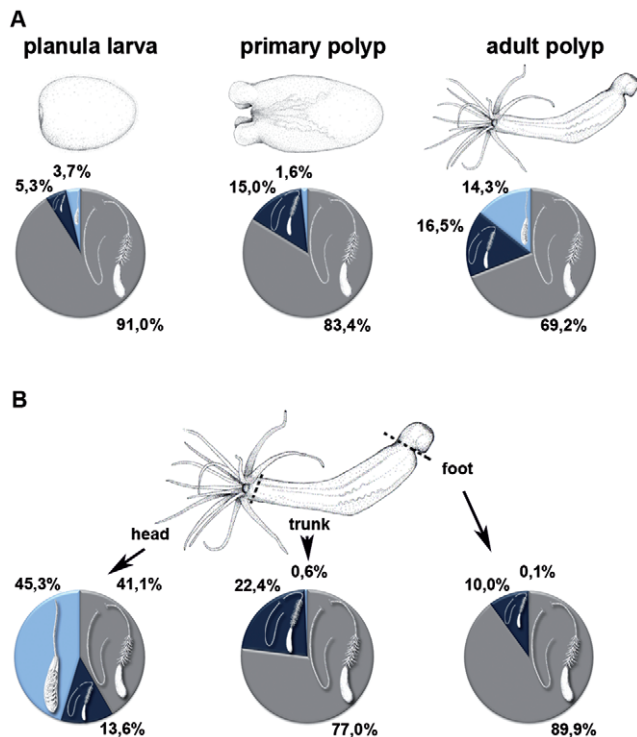 A
planula larva
primary polyp
adult polyp
3,7%
5,3%
91,0%
1,6%
15,0%
83,4%
14,3%
16,5%
69,2%
B
head
trunk
foot
45,3%
41,1%
13,6%
0,6%
22,4%
77,0%
0,1%
10,0%
89,9%